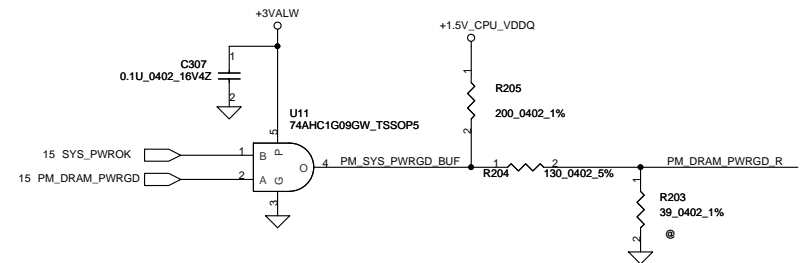 +3VALW
+1.5V_CPU_VDDQ
1
C307
0.1U_0402_16V4Z
2
1
R205
200_0402_1%
2
U11
74AHC1G09GW_TSSOP5
5
15 SYS_PWROK
1
B
P
15 PM_DRAM_PWRGD
2
A
G
O
4
PM_SYS_PWRGD_BUF
3
1
2
R204
130_0402_5%
PM_DRAM_PWRGD_R
1
R203
39_0402_1%
2
@